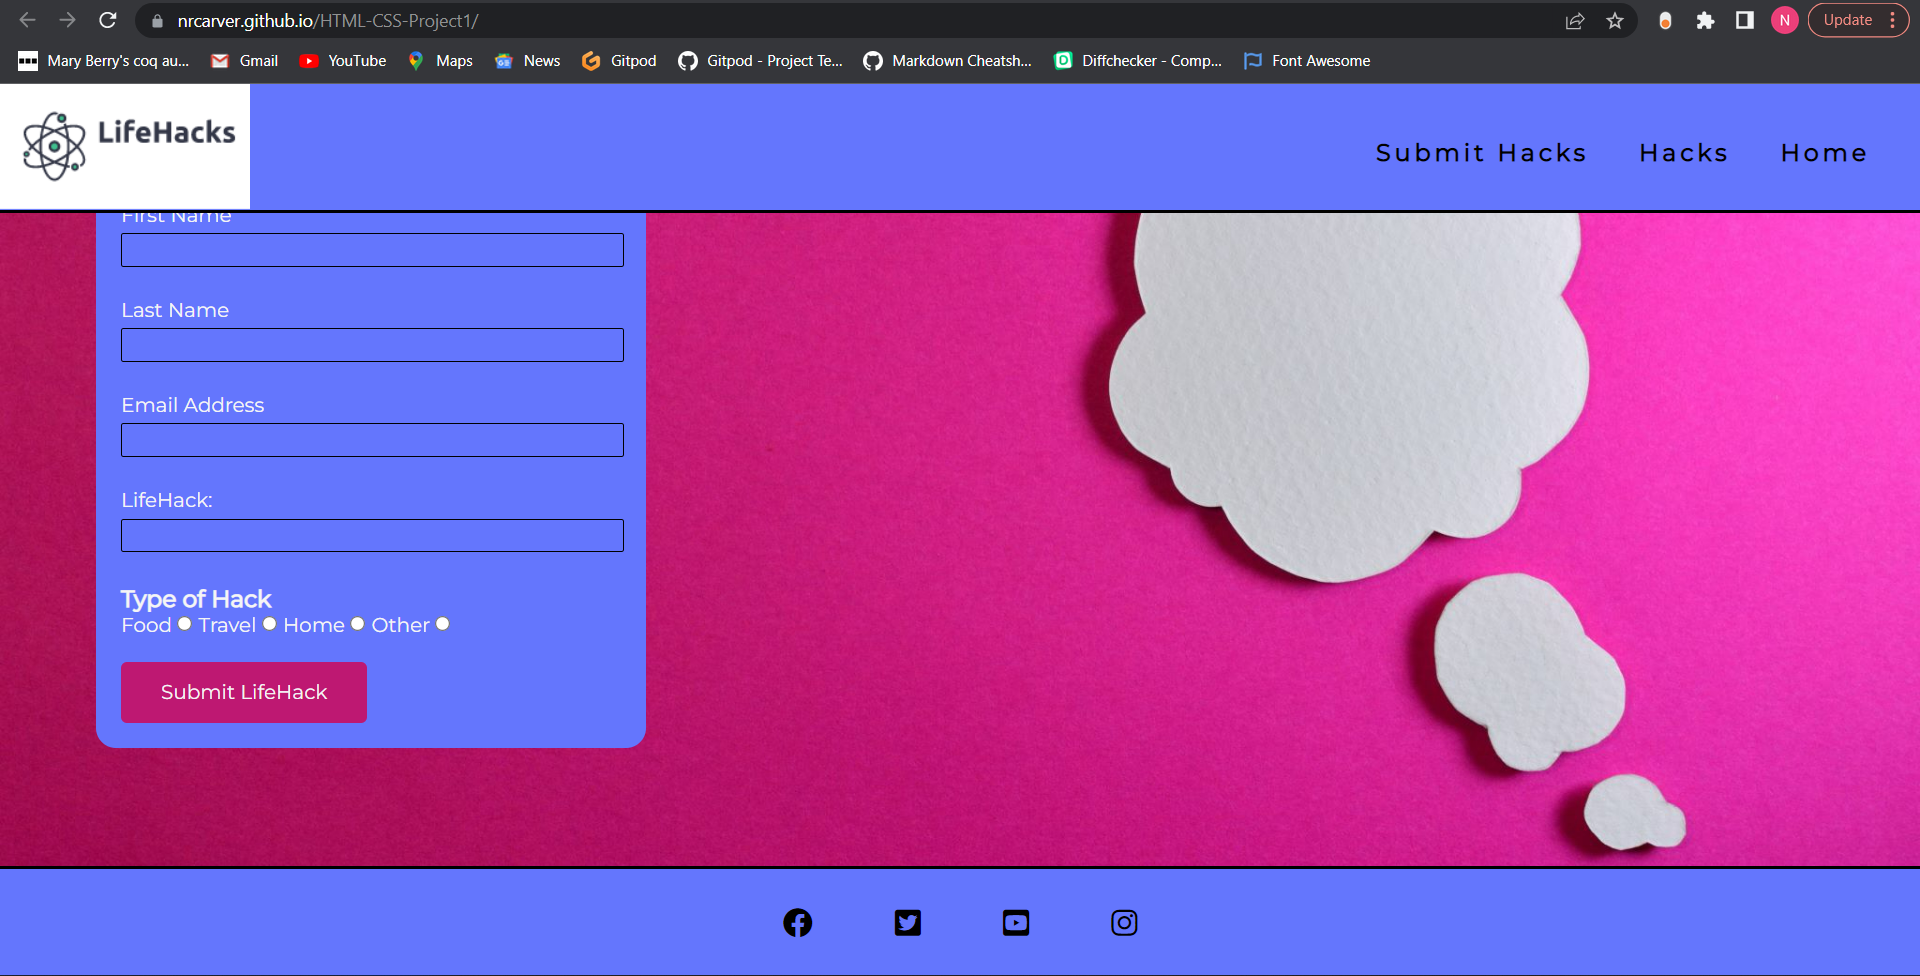 nrcarver.github.io/HTML-CSS-Project1/
N
Update
Mary Berry's coq au... Gmail YouTube Maps News Gitpod Gitpod - Project Te... Markdown Cheatsh... Diffchecker - Comp... Font Awesome
LifeHacks
Submit Hacks Hacks Home
First Name
Last Name
Email Address
LifeHack:
Type of Hack
Food Travel Home Other
Submit LifeHack